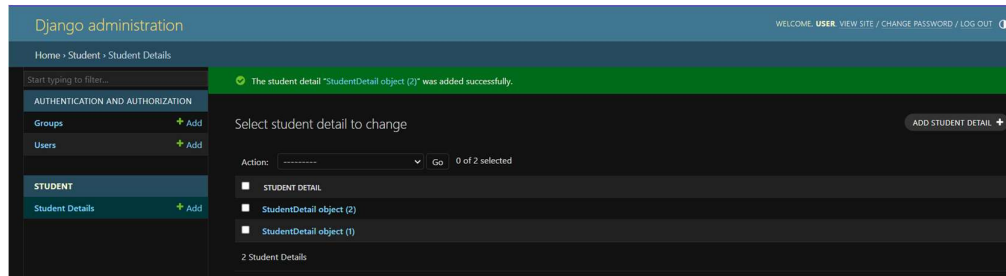 Django administration
WELCOME, USER. VIEW SITE / CHANGE PASSWORD / LOG OUT
Home › Student › Student Details
Start typing to filter...
The student detail "StudentDetail object (2)" was added successfully.
AUTHENTICATION AND AUTHORIZATION
Groups + Add
Users + Add
STUDENT
Student Details + Add
Select student detail to change
ADD STUDENT DETAIL +
Action: --------- Go 0 of 2 selected
STUDENT DETAIL
StudentDetail object (2)
StudentDetail object (1)
2 Student Details